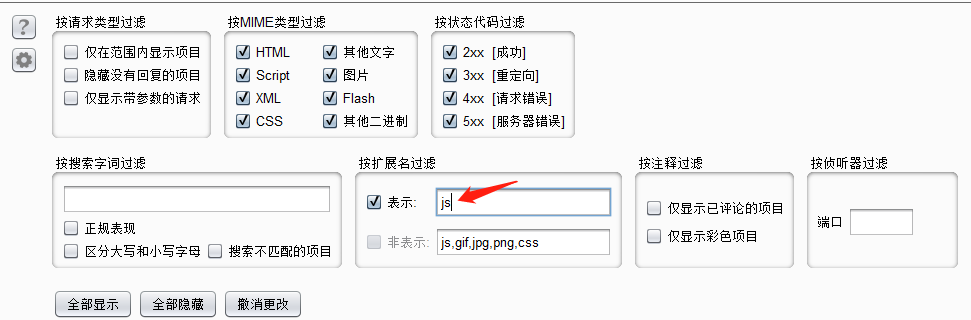 ?
按请求类型过滤
仅在范围内显示项目
隐藏没有回复的项目
仅显示带参数的请求
按MIME类型过滤
HTML 其他文字
Script 图片
XML Flash
CSS 其他二进制
按状态代码过滤
2xx [成功]
3xx [重定向]
4xx [请求错误]
5xx [服务器错误]
按搜索字词过滤
正规表现
区分大写和小写字母 搜索不匹配的项目
按扩展名过滤
表示: js
非表示: js,gif,jpg,png,css
按注释过滤
仅显示已评论的项目
仅显示彩色项目
按侦听器过滤
端口
全部显示 全部隐藏 撤消更改